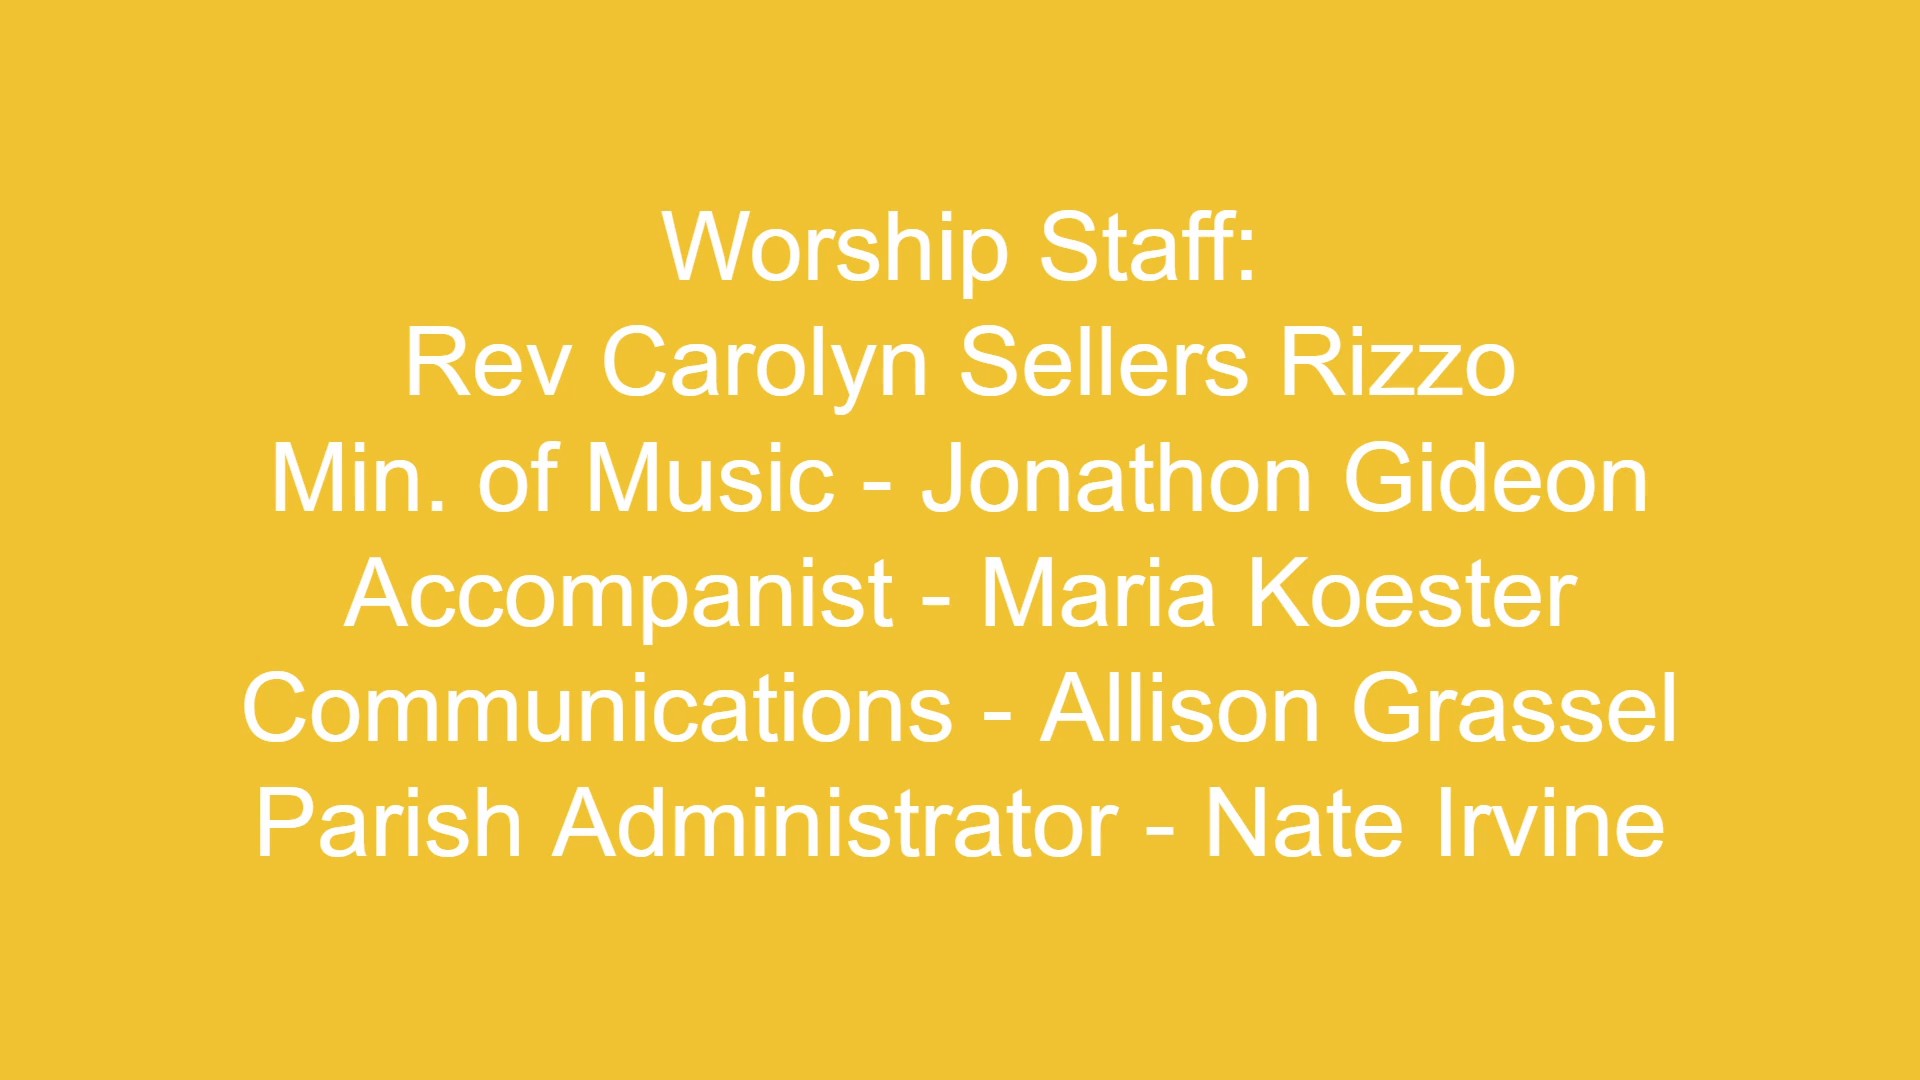 Worship Staff:
Rev Carolyn Sellers Rizzo
Min. of Music - Jonathon Gideon
Accompanist - Maria Koester
Communications - Allison Grassel
Parish Administrator - Nate Irvine